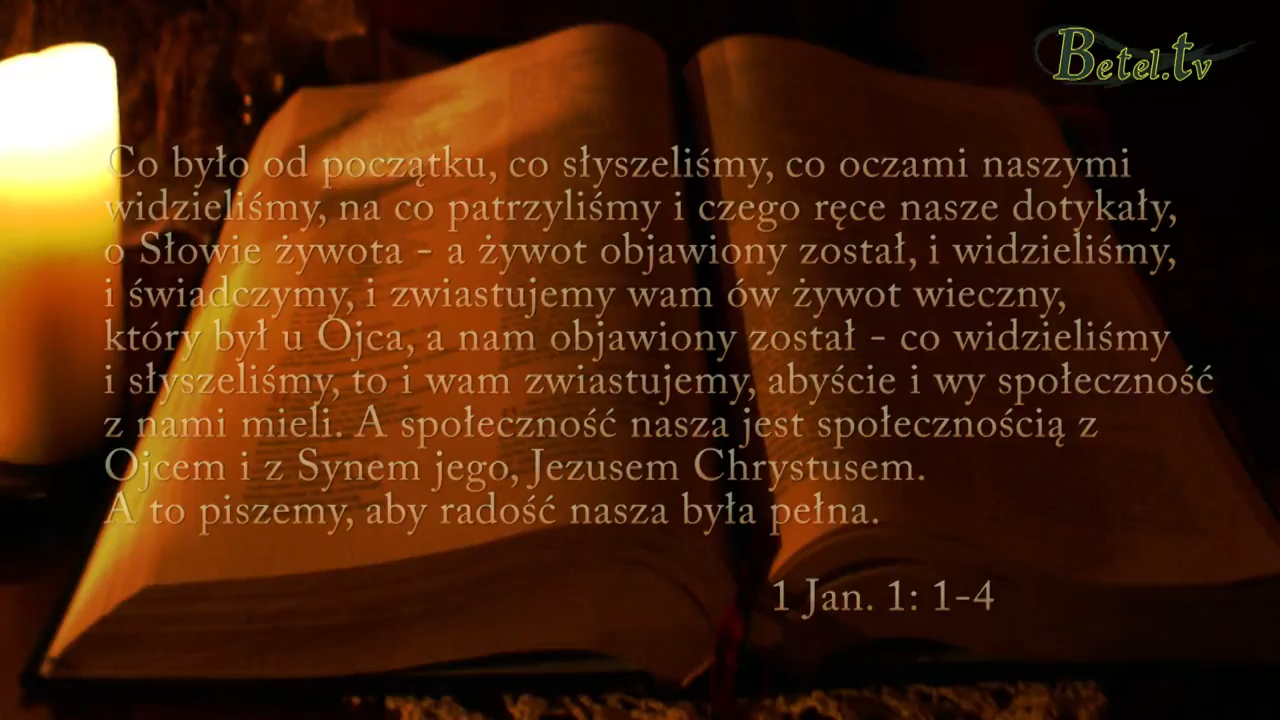 Betel.tv
Co było od początku, co słyszeliśmy, co oczami naszymi
widzieliśmy, na co patrzyliśmy i czego ręce nasze dotykały,
o Słowie żywota - a żywot objawiony został, i widzieliśmy,
i świadczymy, i zwiastujemy wam ów żywot wieczny,
który był u Ojca, a nam objawiony został - co widzieliśmy
i słyszeliśmy, to i wam zwiastujemy, abyście i wy społeczność
z nami mieli. A społeczność nasza jest społecznością z
Ojcem i z Synem jego, Jezusem Chrystusem.
A to piszemy, aby radość nasza była pełna.
1 Jan. 1: 1-4